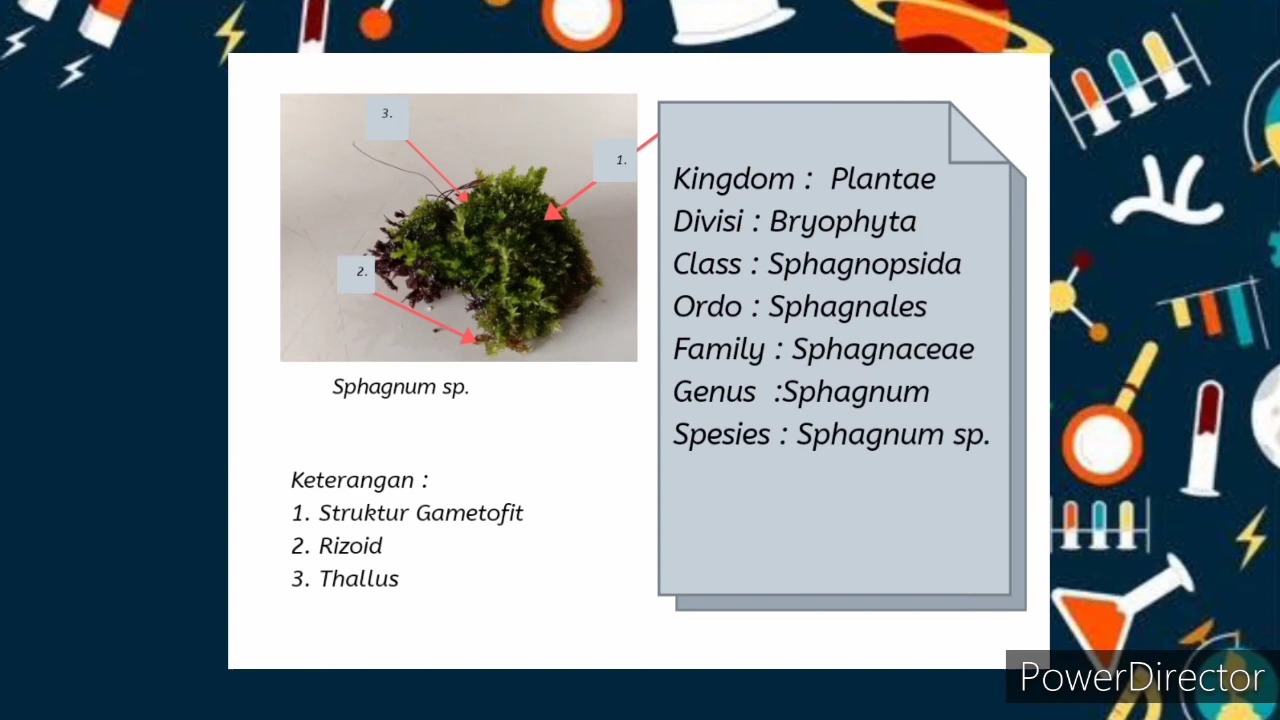 3.
1.
2.
Sphagnum sp.
Keterangan :
1. Struktur Gametofit
2. Rizoid
3. Thallus
Kingdom : Plantae
Divisi : Bryophyta
Class : Sphagnopsida
Ordo : Sphagnales
Family : Sphagnaceae
Genus :Sphagnum
Spesies : Sphagnum sp.
PowerDirector